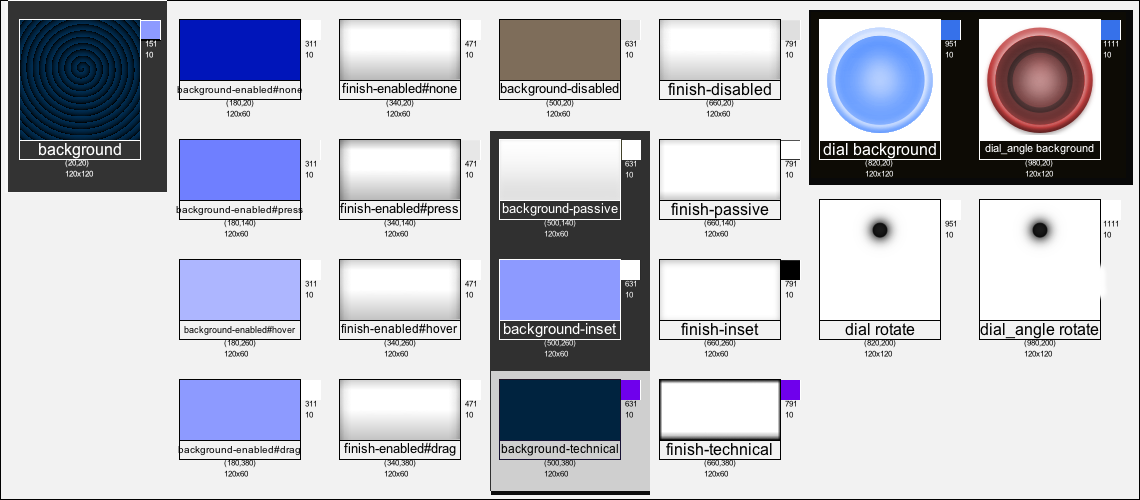 151
10
background
(20,20)
120x120
311
10
background-enabled#none
(180,20)
120x60
471
10
finish-enabled#none
(340,20)
120x60
631
10
background-disabled
(500,20)
120x60
791
10
finish-disabled
(660,20)
120x60
951
10
dial background
(820,20)
120x120
1111
10
dial_angle background
(980,20)
120x120
311
10
background-enabled#press
(180,140)
120x60
471
10
finish-enabled#press
(340,140)
120x60
631
10
background-passive
(500,140)
120x60
791
10
finish-passive
(660,140)
120x60
951
10
dial rotate
(820,200)
120x120
1111
10
dial_angle rotate
(980,200)
120x120
311
10
background-enabled#hover
(180,260)
120x60
471
10
finish-enabled#hover
(340,260)
120x60
631
10
background-inset
(500,260)
120x60
791
10
finish-inset
(660,260)
120x60
311
10
background-enabled#drag
(180,380)
120x60
471
10
finish-enabled#drag
(340,380)
120x60
631
10
background-technical
(500,380)
120x60
791
10
finish-technical
(660,380)
120x60